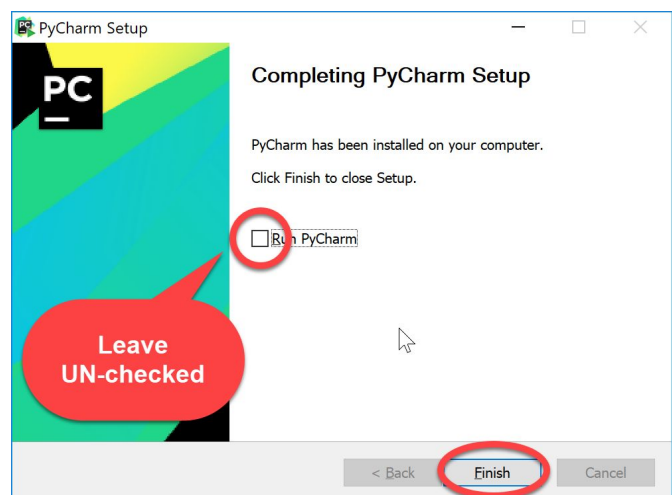 PyCharm Setup
PC
Completing PyCharm Setup
PyCharm has been installed on your computer.
Click Finish to close Setup.
Run PyCharm
Leave
UN-checked
< Back
Finish
Cancel